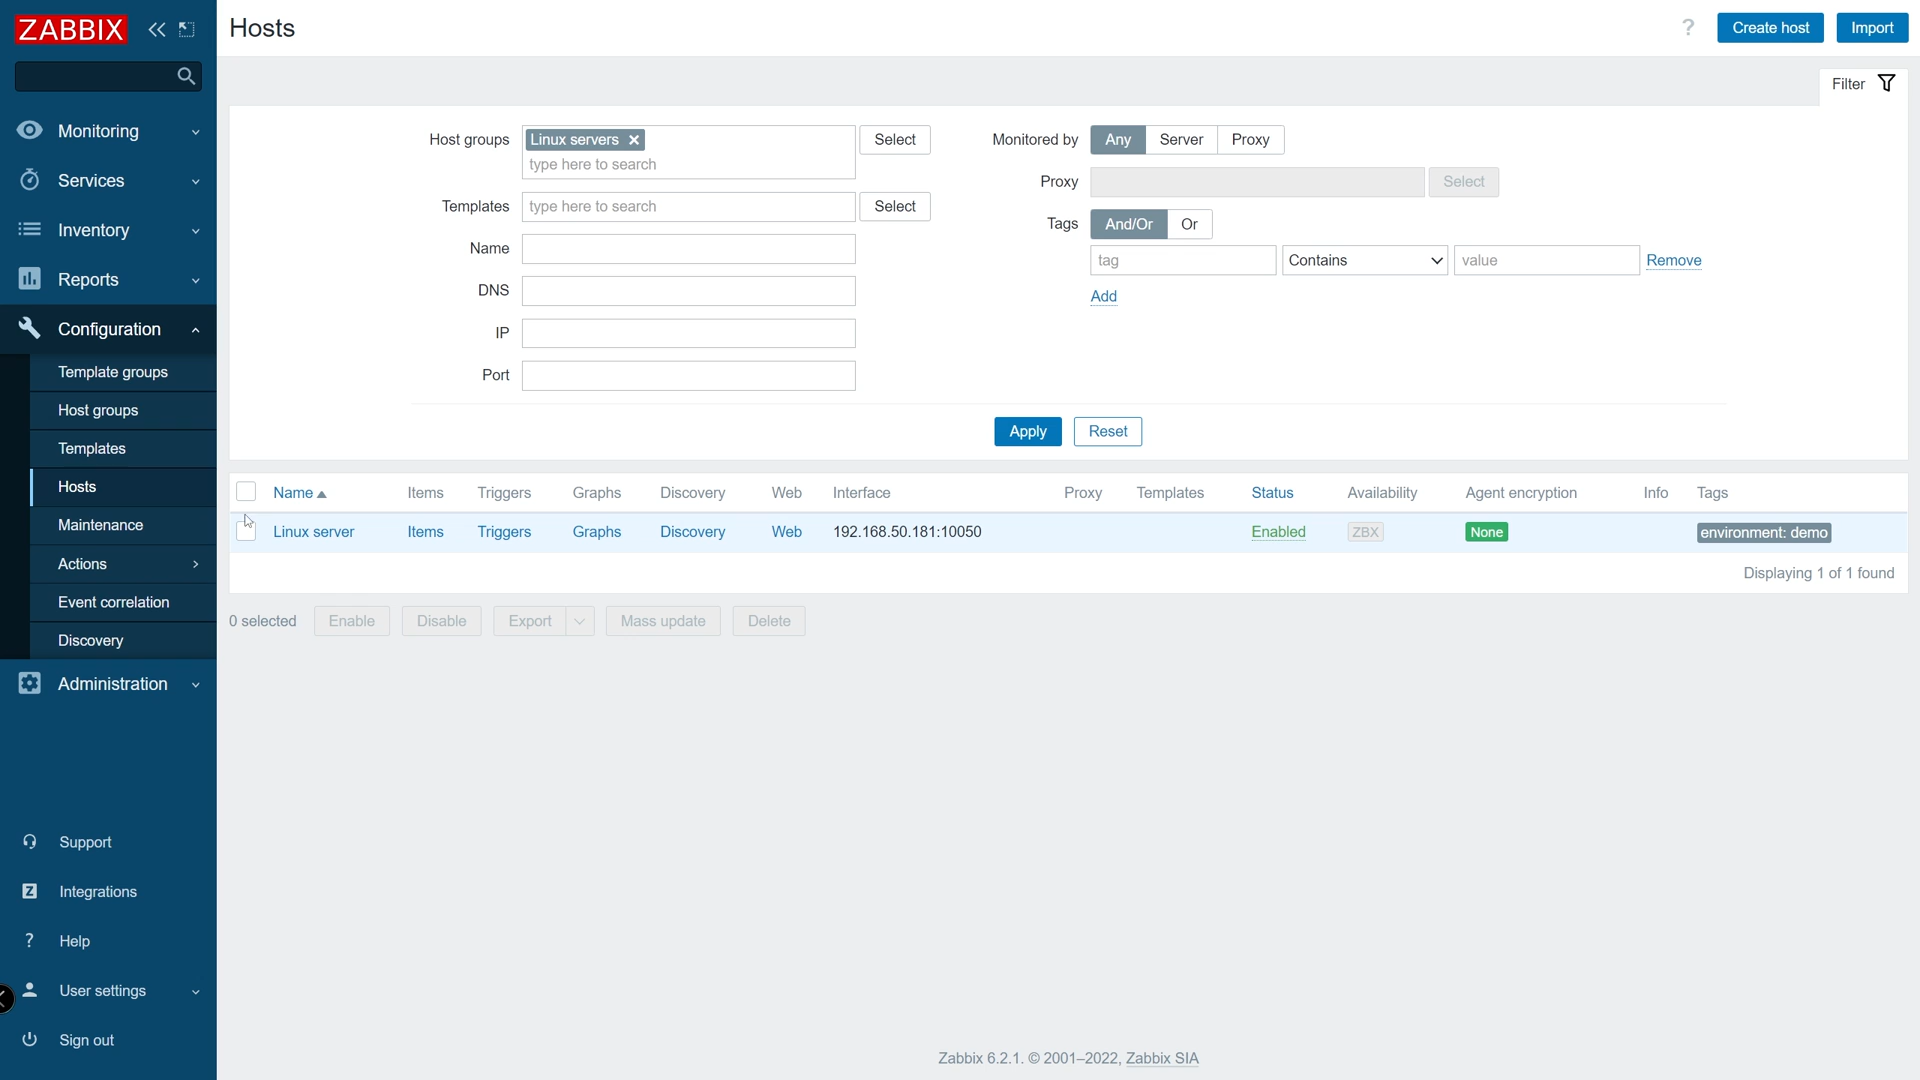 ZABBIX
Monitoring
Services
Inventory
Reports
Configuration
Template groups
Host groups
Templates
Hosts
Maintenance
Actions
Event correlation
Discovery
Administration
Support
Integrations
Help
User settings
Sign out
Hosts
? Create host Import
Filter
Host groups Linux servers Select
type here to search
Templates type here to search Select
Name
DNS
IP
Port
Monitored by Any Server Proxy
Proxy Select
Tags And/Or Or
tag Contains value Remove
Add
Apply Reset
Name Items Triggers Graphs Discovery Web Interface Proxy Templates Status Availability Agent encryption Info Tags
Linux server Items Triggers Graphs Discovery Web 192.168.50.181:10050 Enabled ZBX None environment: demo
Displaying 1 of 1 found
0 selected Enable Disable Export Mass update Delete
Zabbix 6.2.1. © 2001–2022, Zabbix SIA